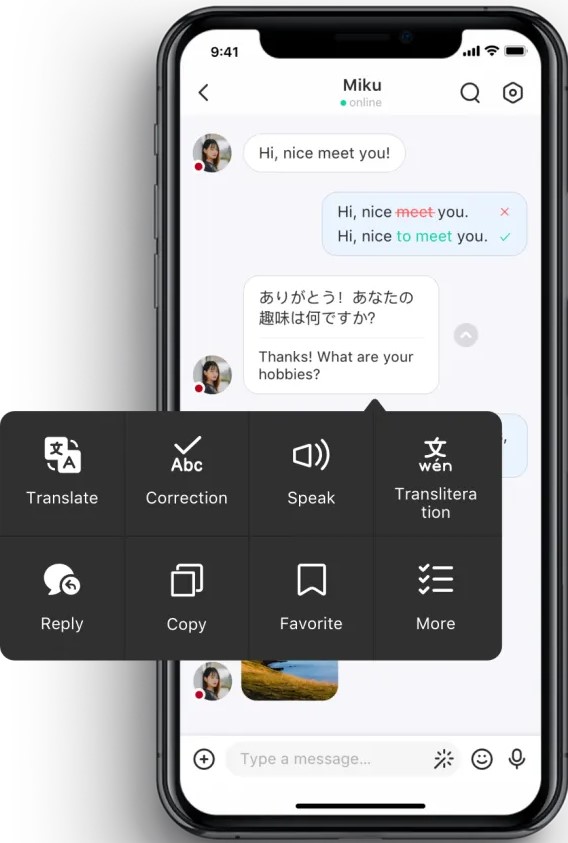 9:41
Miku
online
Hi, nice meet you!
Hi, nice meet you.
Hi, nice to meet you.
ありがとう！あなたの
趣味は何ですか?
Thanks! What are your
hobbies?
,
文
A
Translate
Abc
Correction
Speak
文
wén
Translitera
tion
Reply
Copy
Favorite
More
Type a message...